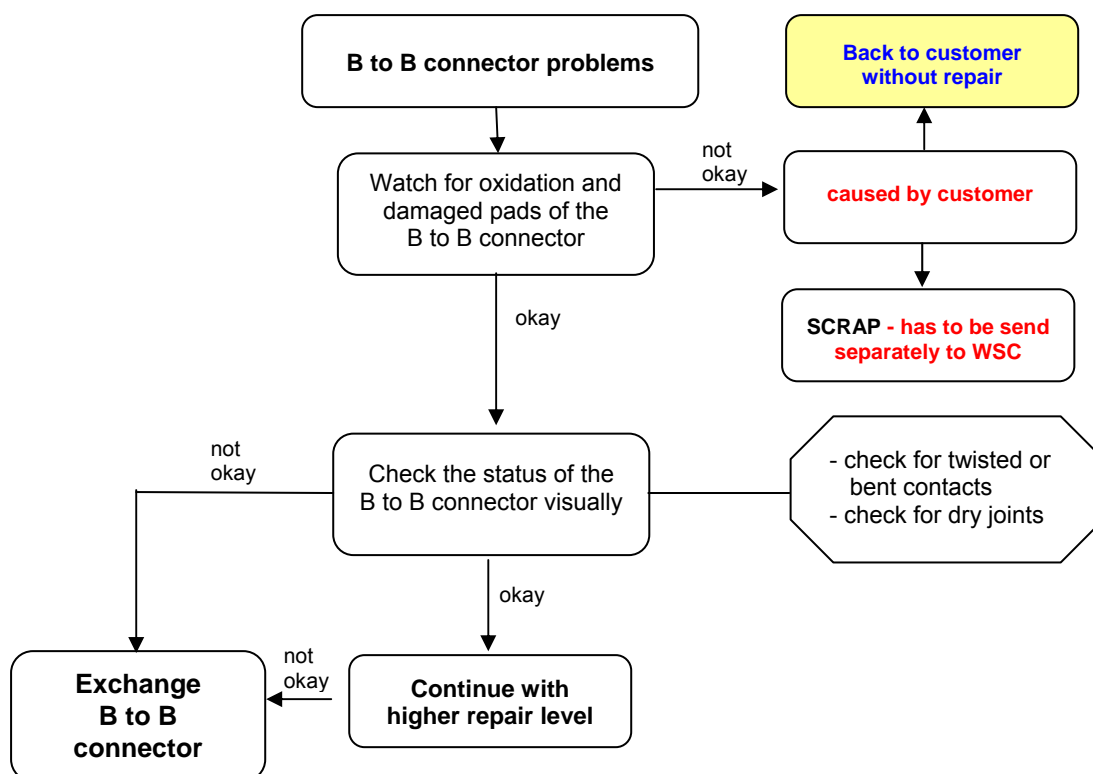 B to B connector problems
Back to customer
without repair
not
okay
Watch for oxidation and
damaged pads of the
B to B connector
caused by customer
okay
SCRAP - has to be send
separately to WSC
not
okay
Check the status of the
B to B connector visually
- check for twisted or
bent contacts
- check for dry joints
okay
Exchange
B to B
connector
not
okay
Continue with
higher repair level